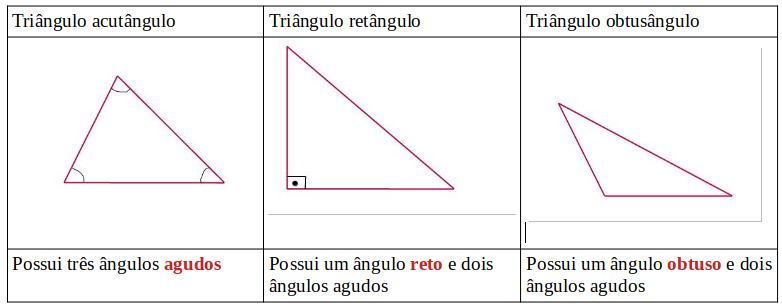 Triângulo acutângulo
Triângulo retângulo
Triângulo obtusângulo
Possui três ângulos agudos
Possui um ângulo reto e dois
ângulos agudos
Possui um ângulo obtuso e dois
ângulos agudos